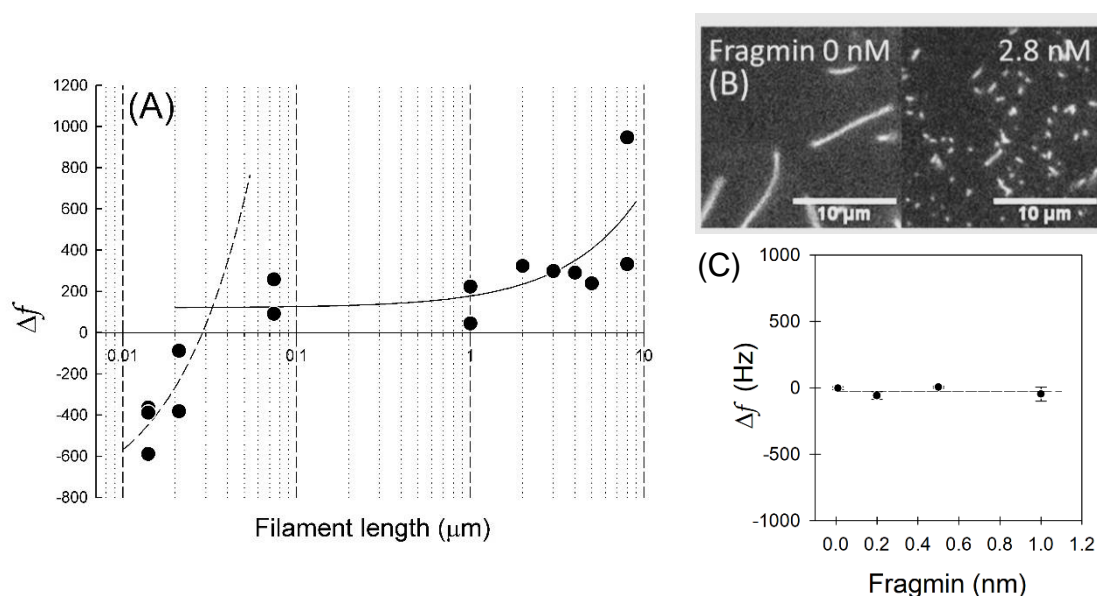 (A)
1200
1000
800
600
400
200
0
-200
-400
-600
-800
0.01
01
1
10
Δf
Filament length (μm)
Fragmin 0 nM
2.8 nM
(B)
10 μm
10 μm
(C)
1000
500
0
-500
-1000
Δf (Hz)
0.0 0.2 0.4 0.6 0.8 1.0 1.2
Fragmin (nm)